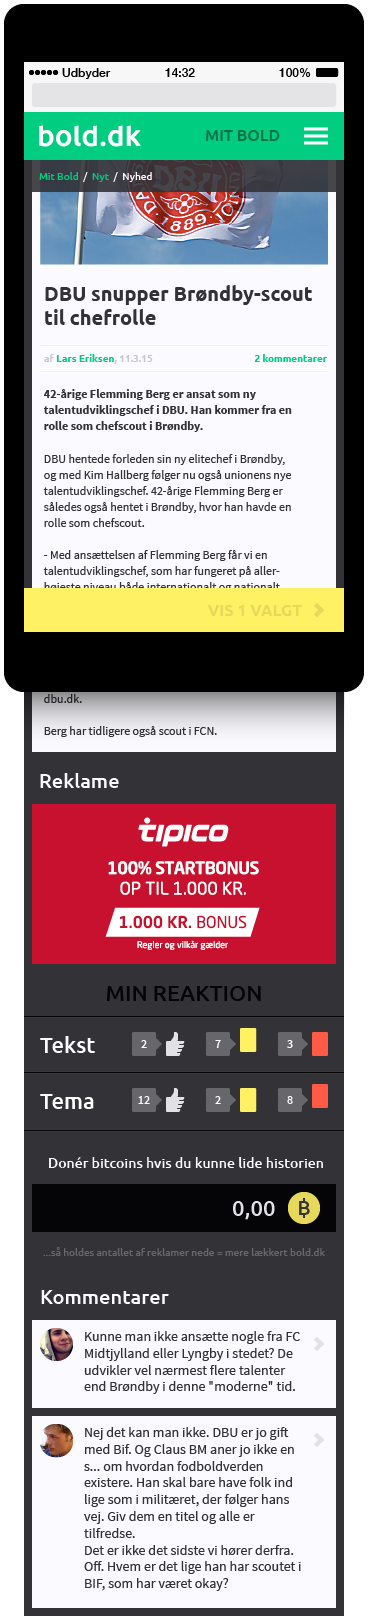 Udbyder 14:32 100%
bold.dk MIT BOLD
Mit Bold / Nyt / Nyhed
1889
DBU snupper Brøndby-scout
til chefrolle
af Lars Eriksen, 11.3.15 2 kommentarer
42-årige Flemming Berg er ansat som ny
talentudviklingschef i DBU. Han kommer fra en
rolle som chefscout i Brøndby.
DBU hentede forleden sin ny elitechef i Brøndby,
og med Kim Hallberg følger nu også unionens nye
talentudviklingschef. 42-årige Flemming Berg er
således også hentet i Brøndby, hvor han havde en
rolle som chefscout.
- Med ansættelsen af Flemming Berg får vi en
talentudviklingschef, som har fungeret på aller-
højeste niveau både internationalt og nationalt
VIS 1 VALGT
dbu.dk.
Berg har tidligere også scout i FCN.
Reklame
tipico
100% STARTBONUS
OP TIL 1.000 KR.
1.000 KR. BONUS
Regler og vilkår gælder
MIN REAKTION
Tekst 2 7 3
Tema 12 2 8
Donér bitcoins hvis du kunne lide historien
0,00
...så holdes antallet af reklamer nede = mere lækkert bold.dk
Kommentarer
Kunne man ikke ansætte nogle fra FC
Midtjylland eller Lyngby i stedet? De
udvikler vel nærmest flere talenter
end Brøndby i denne "moderne" tid.
Nej det kan man ikke. DBU er jo gift
med Bif. Og Claus BM aner jo ikke en
s... om hvordan fodboldverden
existere. Han skal bare have folk ind
lige som i militæret, der følger hans
vej. Giv dem en titel og alle er
tilfredse.
Det er ikke det sidste vi hører derfra.
Off. Hvem er det lige han har scoutet i
BIF, som har været okay?